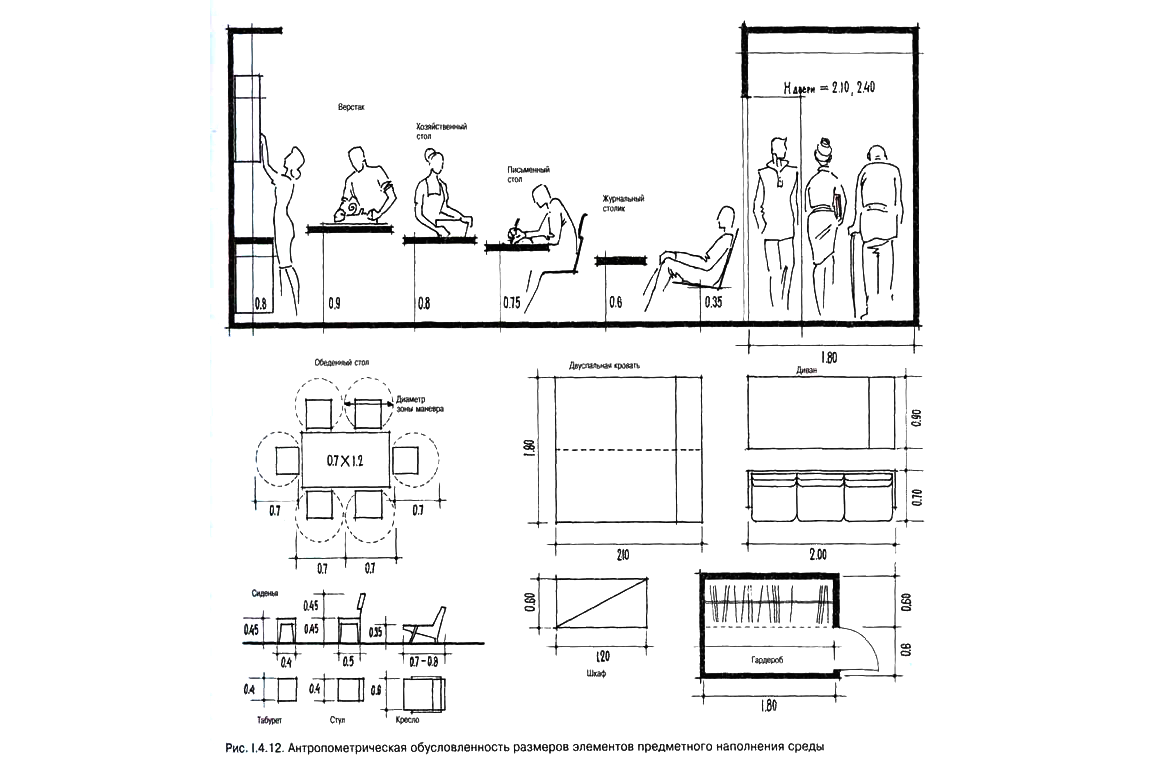 H двери = 2.10, 2.40
Верстак
Хозяйственный
стол
Письменный
стол
Журнальный
столик
0.8
0.9
0.8
0.75
0.6
0.35
1.80
Обеденный стол
Диаметр
зоны маневра
0.7 X 1.2
0.7
0.7
0.7
0.7
Двуспальная кровать
1.80
210
Диван
0.90
0.70
2.00
Сиденья
0.45
0.45
0.45
0.35
0.4
0.5
0.7-0.8
0.4
0.4
0.6
Табурет
Стул
Кресло
0.60
1.20
Шкаф
Гардероб
0.60
0.8
1.80
Рис. I.4.12. Антропометрическая обусловленность размеров элементов предметного наполнения среды